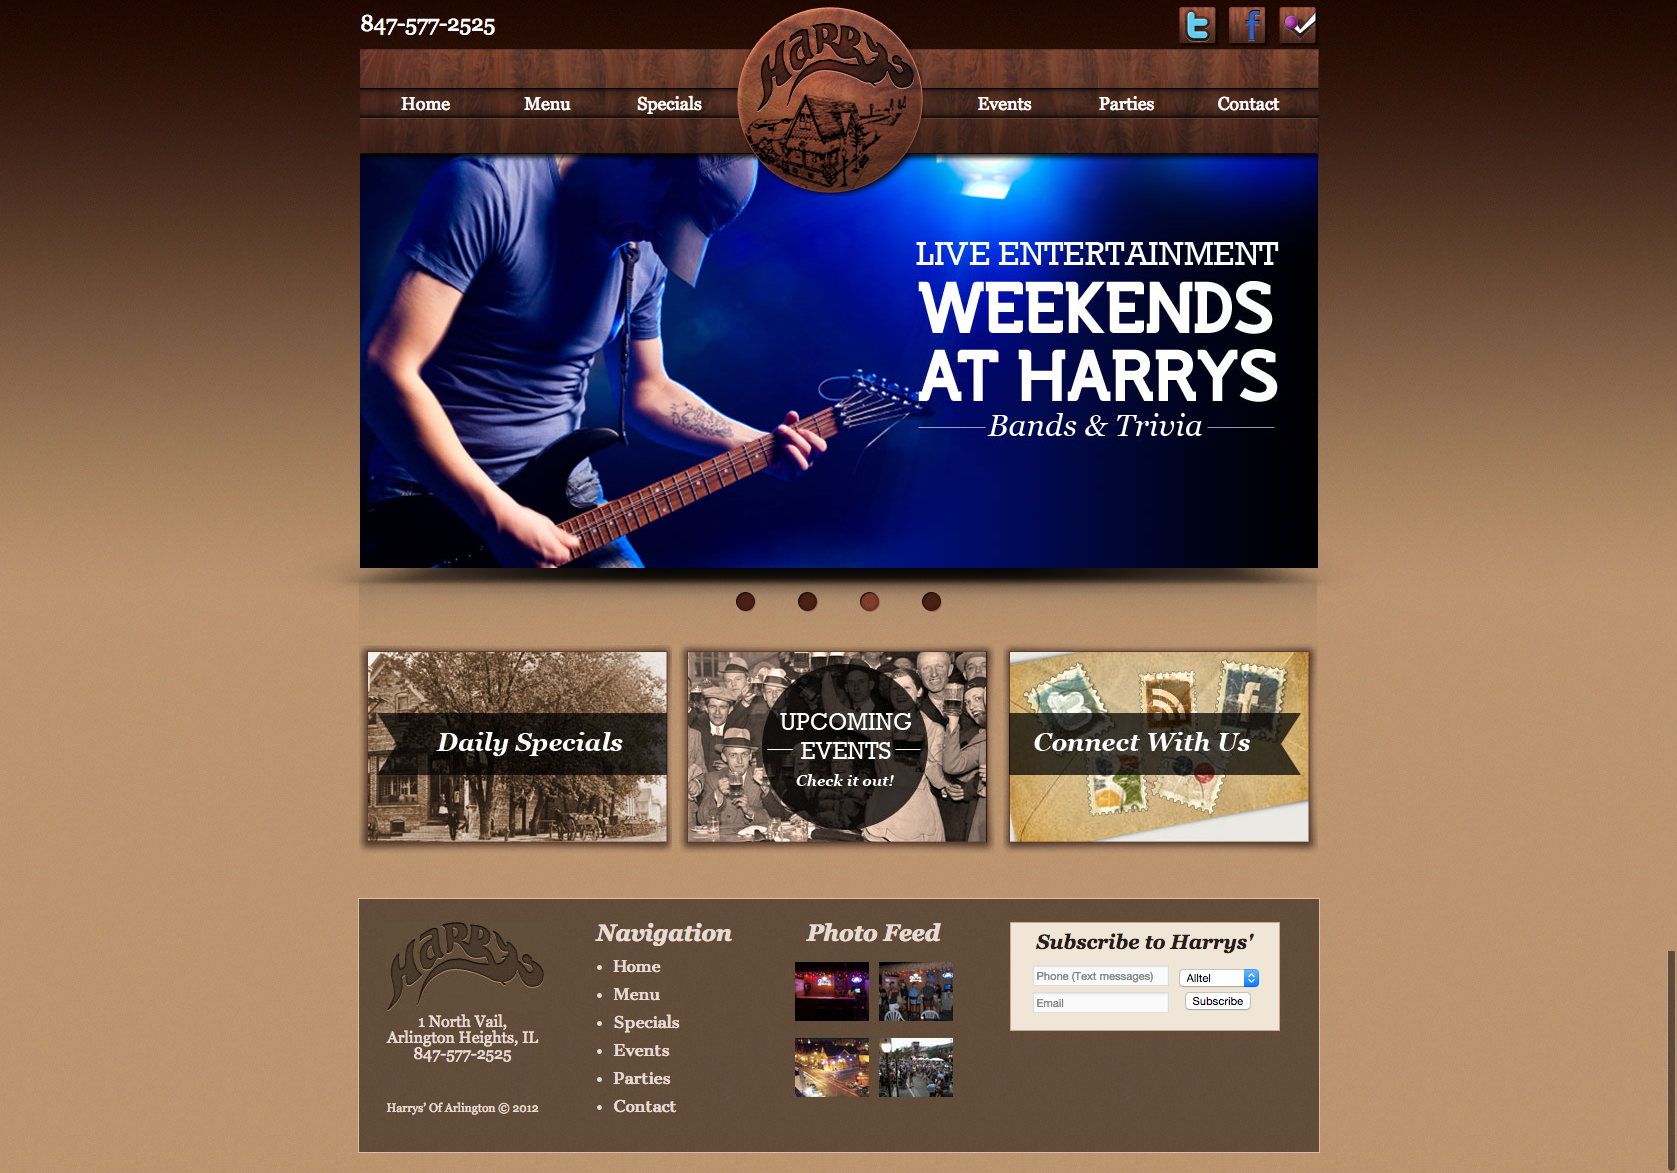 847-577-2525
HARRYS
Home
Menu
Specials
Events
Parties
Contact
LIVE ENTERTAINMENT
WEEKENDS
AT HARRYS
Bands & Trivia
Daily Specials
UPCOMING
EVENTS
Check it out!
Connect With Us
HARRYS
1 North Vail,
Arlington Heights, IL
847-577-2525
Harrys' Of Arlington © 2012
Navigation
• Home
• Menu
• Specials
• Events
• Parties
• Contact
Photo Feed
Subscribe to Harrys'
Phone (Text messages)
Alltel
Email
Subscribe